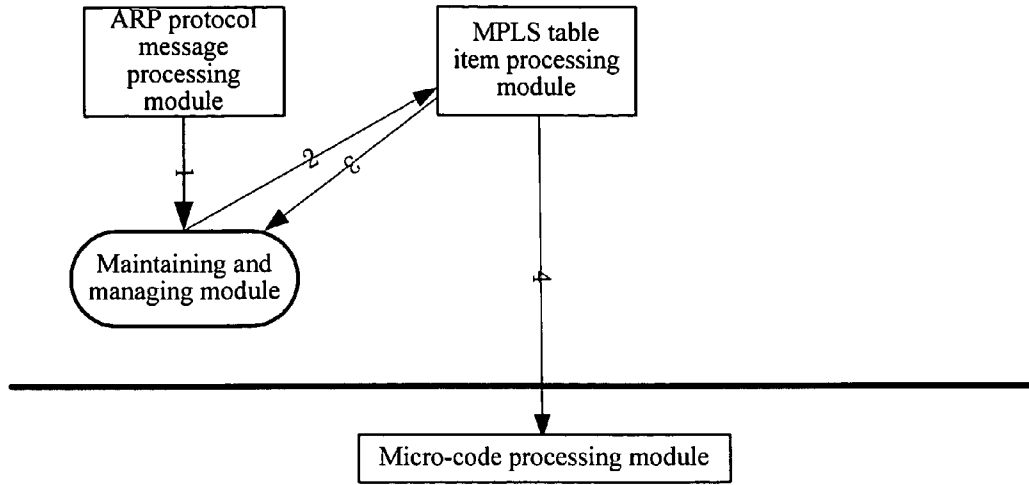 ARP protocol
message
processing
module
MPLS table
item processing
module
1
2
3
Maintaining and
managing module
4
Micro-code processing module